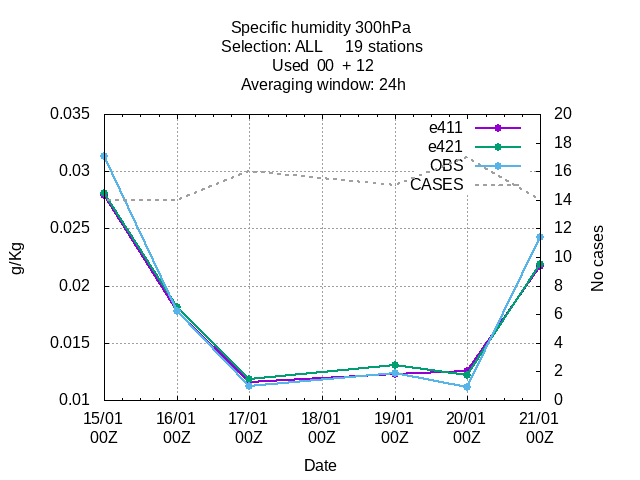 Specific humidity 300hPa
Selection: ALL 19 stations
Used 00 + 12
Averaging window: 24h
0.035
0.03
0.025
0.02
0.015
0.01
g/Kg
e411
e421
OBS
CASES
20
18
16
14
12
10
8
6
4
2
0
No cases
15/01 16/01 17/01 18/01 19/01 20/01 21/01
00Z 00Z 00Z 00Z 00Z 00Z 00Z
Date